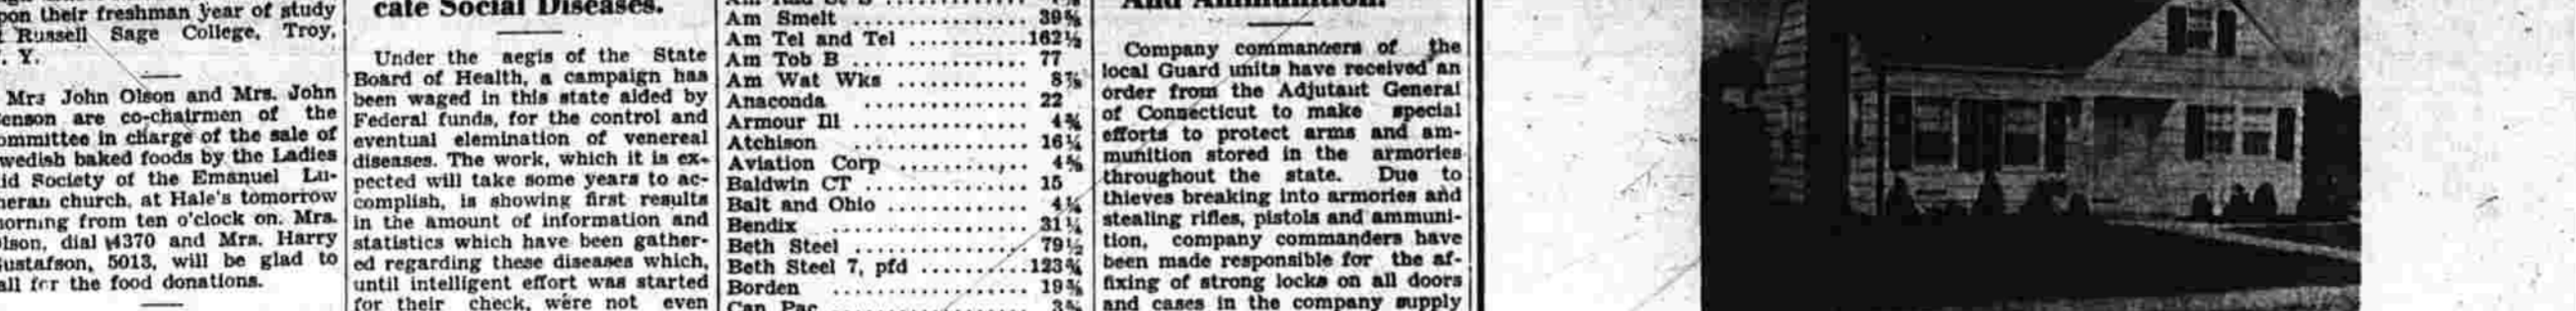 pon their freshman year of study
Russell Sage College, Troy,
. Y.
Mrs John Olson and Mrs. John
enson are co-chairmen of the
ommittee in charge of the sale of
wedish baked foods by the Ladies
id Society of the Emanuel Lu-
heran church, at Hale's tomorrow
orning from ten o'clock on. Mrs.
lson, dial 4370 and Mrs. Harry
ustafson, 5013, will be glad to
all for the food donations.
cate Social Diseases.
Under the aegis of the State
Board of Health, a campaign has
been waged in this state aided by
Federal funds, for the control and
eventual elemination of venereal
diseases. The work, which it is ex-
pected will take some years to ac-
complish, is showing first results
in the amount of information and
statistics which have been gather-
ed regarding these diseases which,
until intelligent effort was started
for their check, were not even
Am Smelt .............. 39⅝
Am Tel and Tel ...........162½
Am Tob B ............... 77
Am Wat Wks ............ 8⅞
Anaconda .............. 22
Armour Ill ............... 4¾
Atchison .............. 16¼
Aviation Corp ............ 4⅝
Baldwin CT .............. 15
Balt and Ohio ............ 4¼
Bendix ................. 31¼
Beth Steel .............. 79½
Beth Steel 7, pfd ..........123¾
Borden ................ 19⅝
Can Pac
And Ammunition.
Company commanders of the
local Guard units have received an
order from the Adjutant General
of Connecticut to make special
efforts to protect arms and am-
munition stored in the armories
throughout the state. Due to
thieves breaking into armories and
stealing rifles, pistols and ammuni-
tion, company commanders have
been made responsible for the af-
fixing of strong locks on all doors
and cases in the company supply